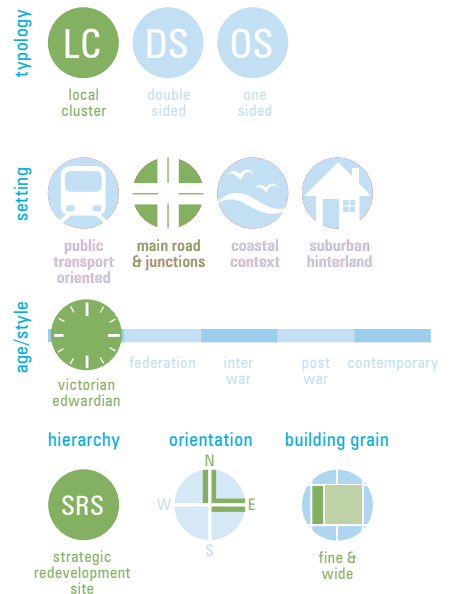 typology
LC
DS
OS
local
cluster
double
sided
one
sided
setting
public
transport
oriented
main road
& junctions
coastal
context
suburban
hinterland
age/style
victorian
edwardian
federation
inter
war
post
war
contemporary
hierarchy
SRS
strategic
redevelopment
site
orientation
N
W
E
S
building grain
fine &
wide